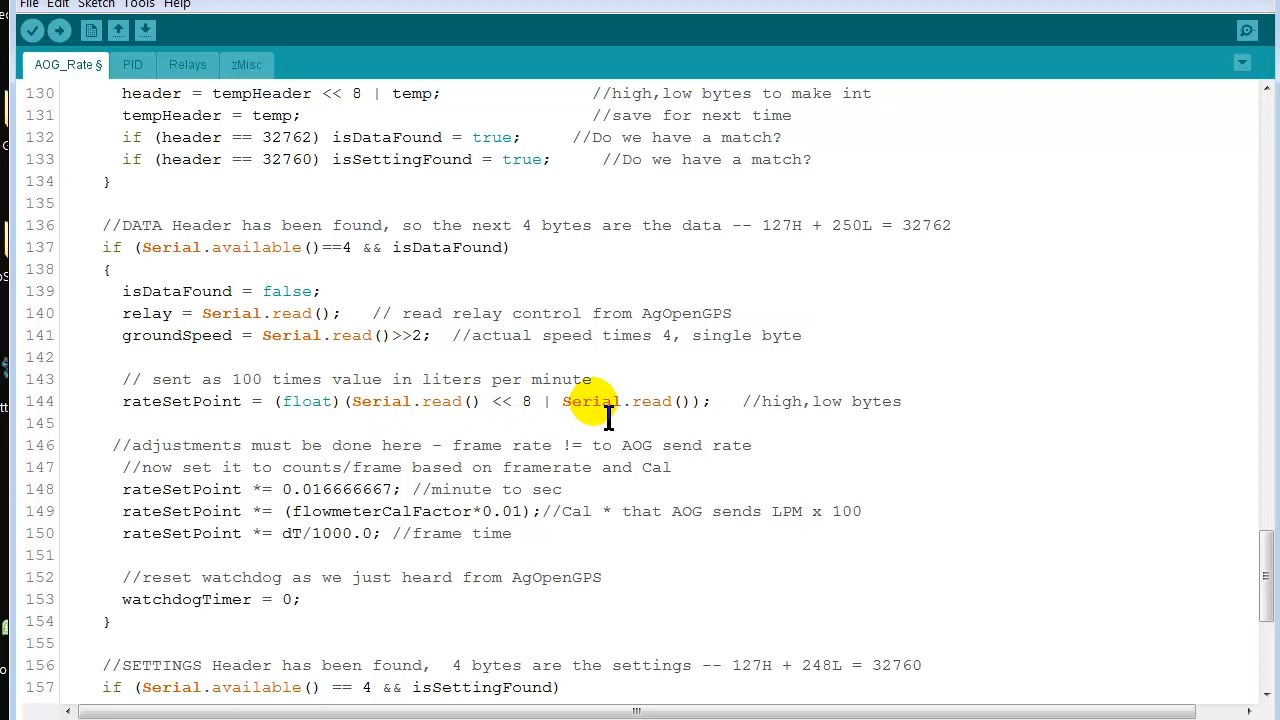 File Edit Sketch Tools Help
AOG_Rate § PID Relays zMisc
130 header = tempHeader << 8 | temp; //high,low bytes to make int
131 tempHeader = temp; //save for next time
132 if (header == 32762) isDataFound = true; //Do we have a match?
133 if (header == 32760) isSettingFound = true; //Do we have a match?
134 }
135
136 //DATA Header has been found, so the next 4 bytes are the data -- 127H + 250L = 32762
137 if (Serial.available()==4 && isDataFound)
138 {
139 isDataFound = false;
140 relay = Serial.read(); // read relay control from AgOpenGPS
141 groundSpeed = Serial.read()>>2; //actual speed times 4, single byte
142
143 // sent as 100 times value in liters per minute
144 rateSetPoint = (float)(Serial.read() << 8 | Serial.read()); //high,low bytes
145
146 //adjustments must be done here - frame rate != to AOG send rate
147 //now set it to counts/frame based on framerate and Cal
148 rateSetPoint *= 0.016666667; //minute to sec
149 rateSetPoint *= (flowmeterCalFactor*0.01);//Cal * that AOG sends LPM x 100
150 rateSetPoint *= dT/1000.0; //frame time
151
152 //reset watchdog as we just heard from AgOpenGPS
153 watchdogTimer = 0;
154 }
155
156 //SETTINGS Header has been found, 4 bytes are the settings -- 127H + 248L = 32760
157 if (Serial.available() == 4 && isSettingFound)